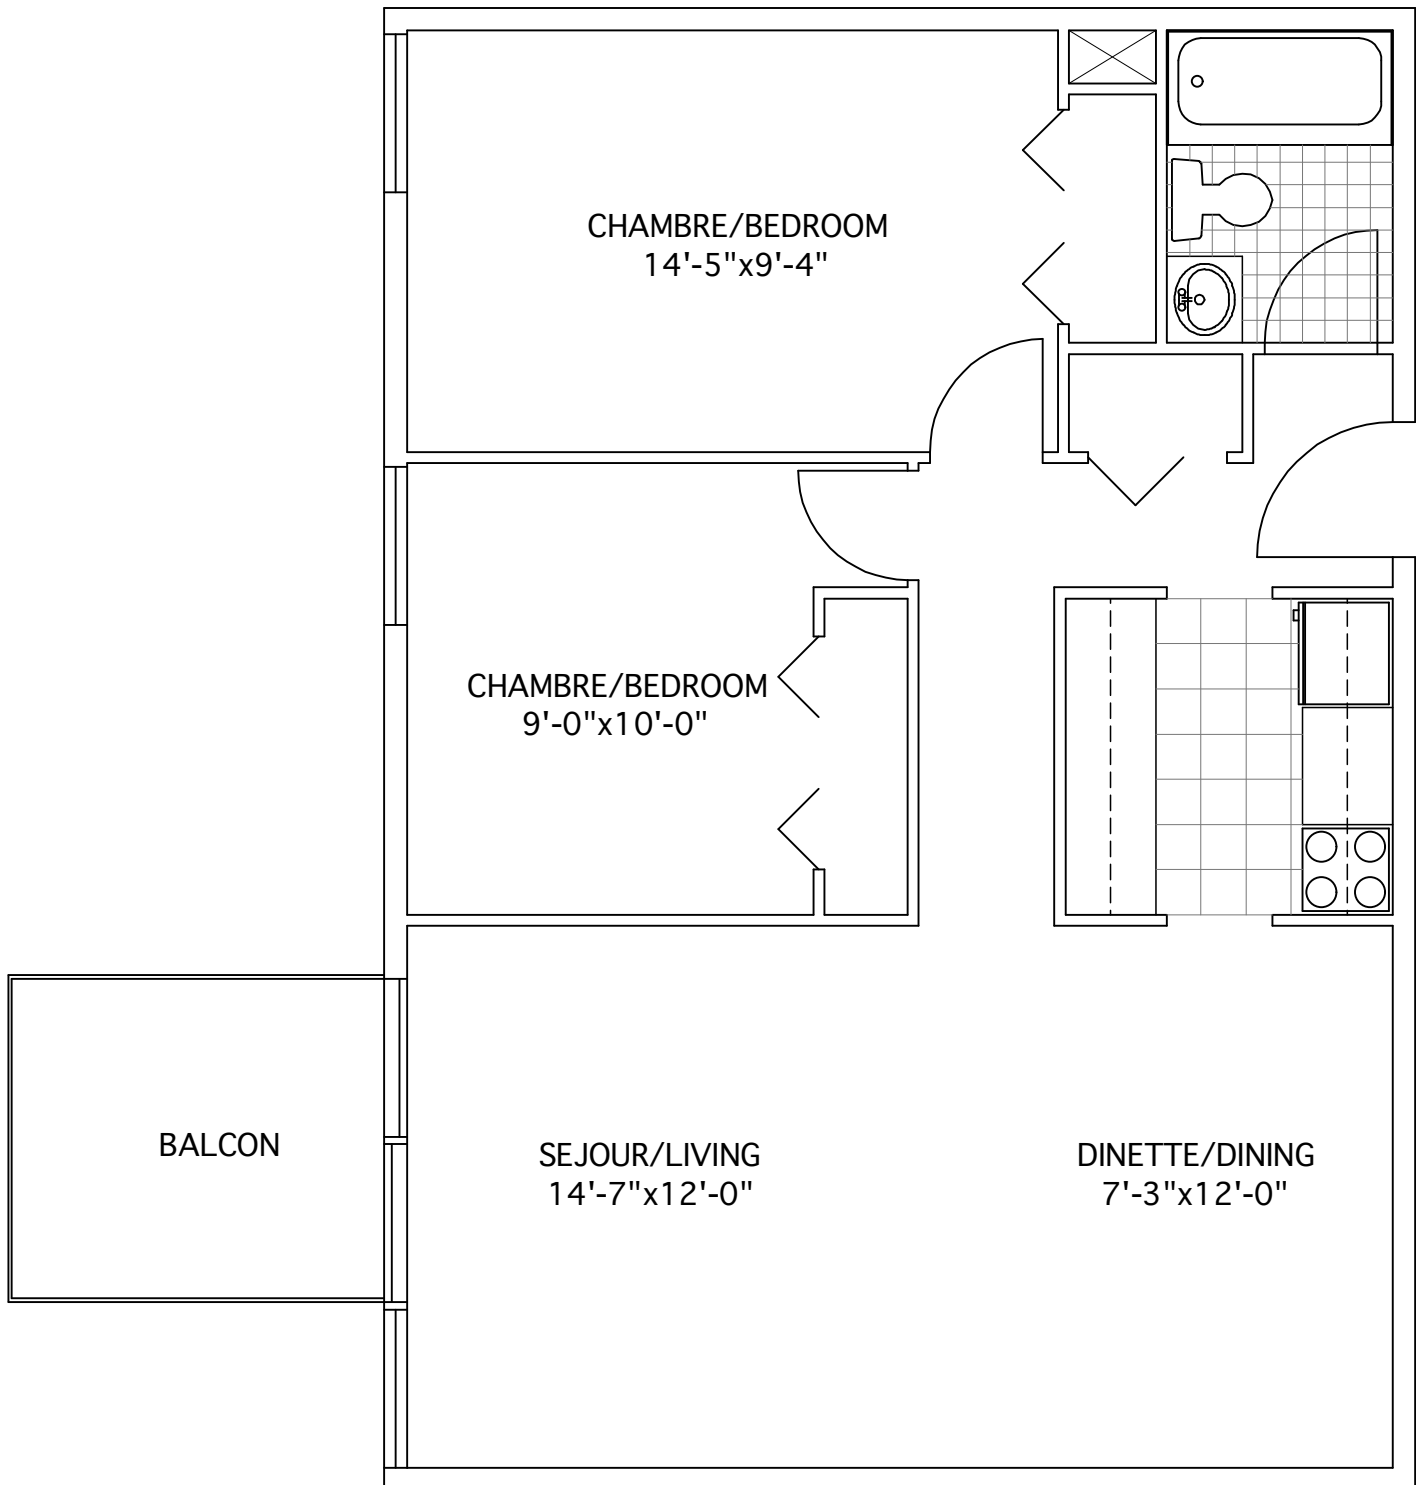 CHAMBRE/BEDROOM
14'-5"x9'-4"
CHAMBRE/BEDROOM
9'-0"x10'-0"
BALCON
SEJOUR/LIVING
14'-7"x12'-0"
DINETTE/DINING
7'-3"x12'-0"